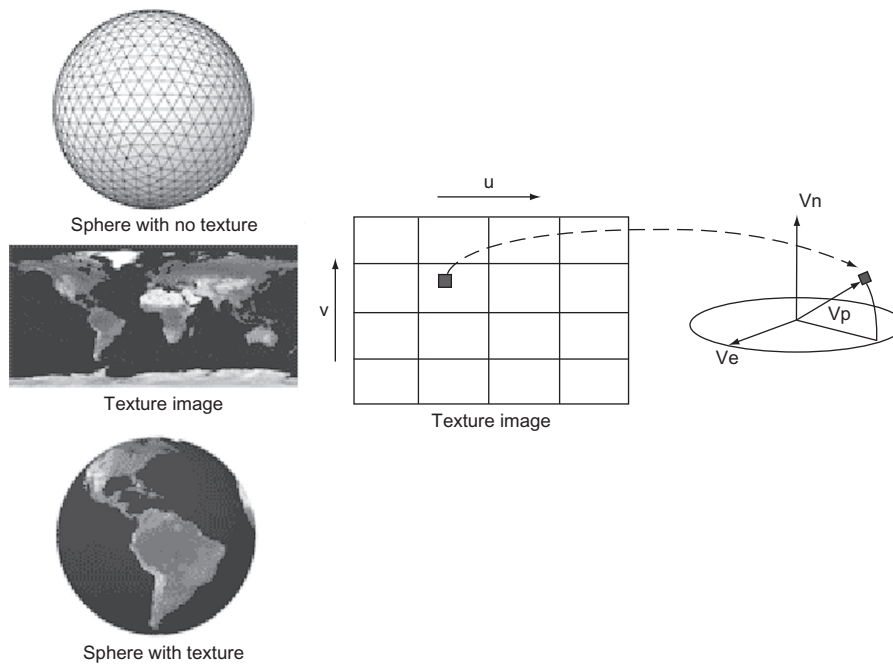 Sphere with no texture
Texture image
Sphere with texture
u
v
Texture image
Vn
Vp
Ve